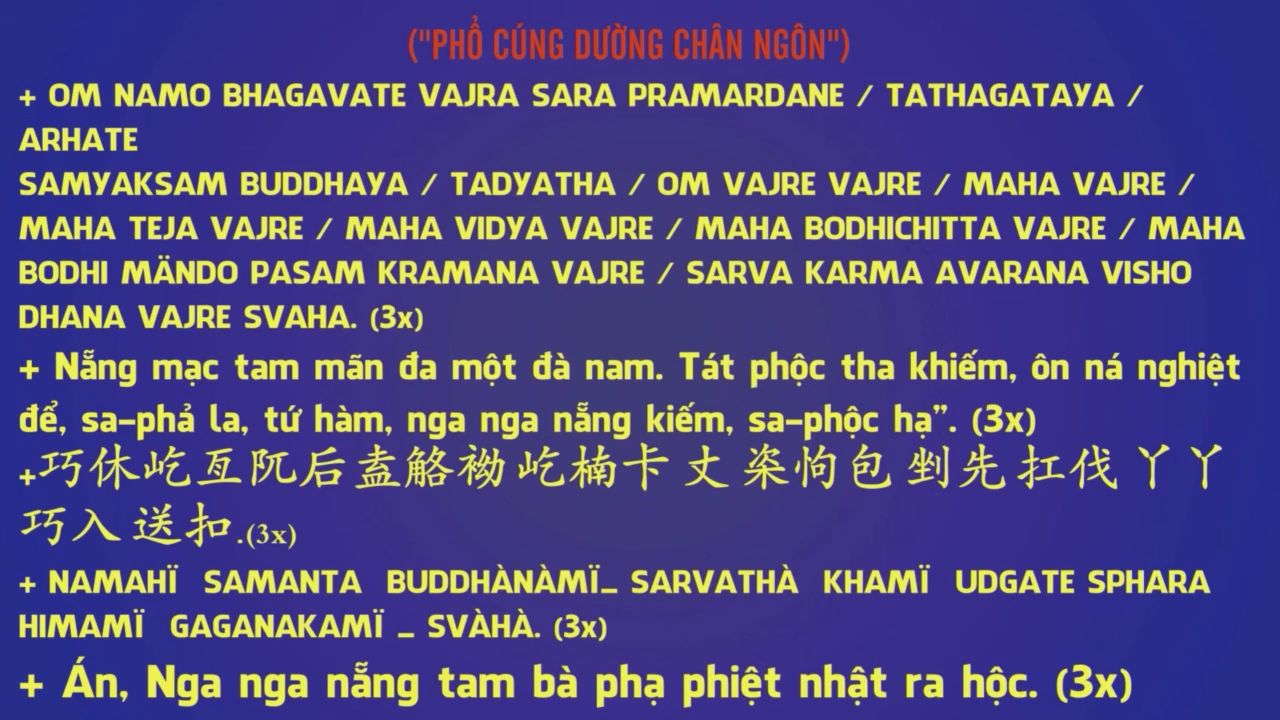 ("PHỔ CÚNG DƯỜNG CHÂN NGÔN")
+ OM NAMO BHAGAVATE VAJRA SARA PRAMARDANE / TATHAGATAYA /
ARHATE
SAMYAKSAM BUDDHAYA / TADYATHA / OM VAJRE VAJRE / MAHA VAJRE /
MAHA TEJA VAJRE / MAHA VIDYA VAJRE / MAHA BODHICHITTA VAJRE / MAHA
BODHI MÄNDO PASAM KRAMANA VAJRE / SARVA KARMA AVARANA VISHO
DHANA VAJRE SVAHA. (3x)
+ Nẵng mạc tam mãn đa một đà nam. Tát phộc tha khiếm, ôn ná nghiệt
để, sa-phả la, tứ hàm, nga nga nẵng kiếm, sa-phộc hạ”. (3x)
+巧休屹亙阢后盍觡袎屹楠卡丈 栥怐包 剉先扛伐 丫丫
巧入 送扣.(3x)
+ NAMAHÏ SAMANTA BUDDHÀNÀMÏ_ SARVATHÀ KHAMÏ UDGATE SPHARA
HIMAMÏ GAGANAKAMÏ _ SVÀHÀ. (3x)
+ Án, Nga nga nẵng tam bà phạ phiệt nhật ra hộc. (3x)